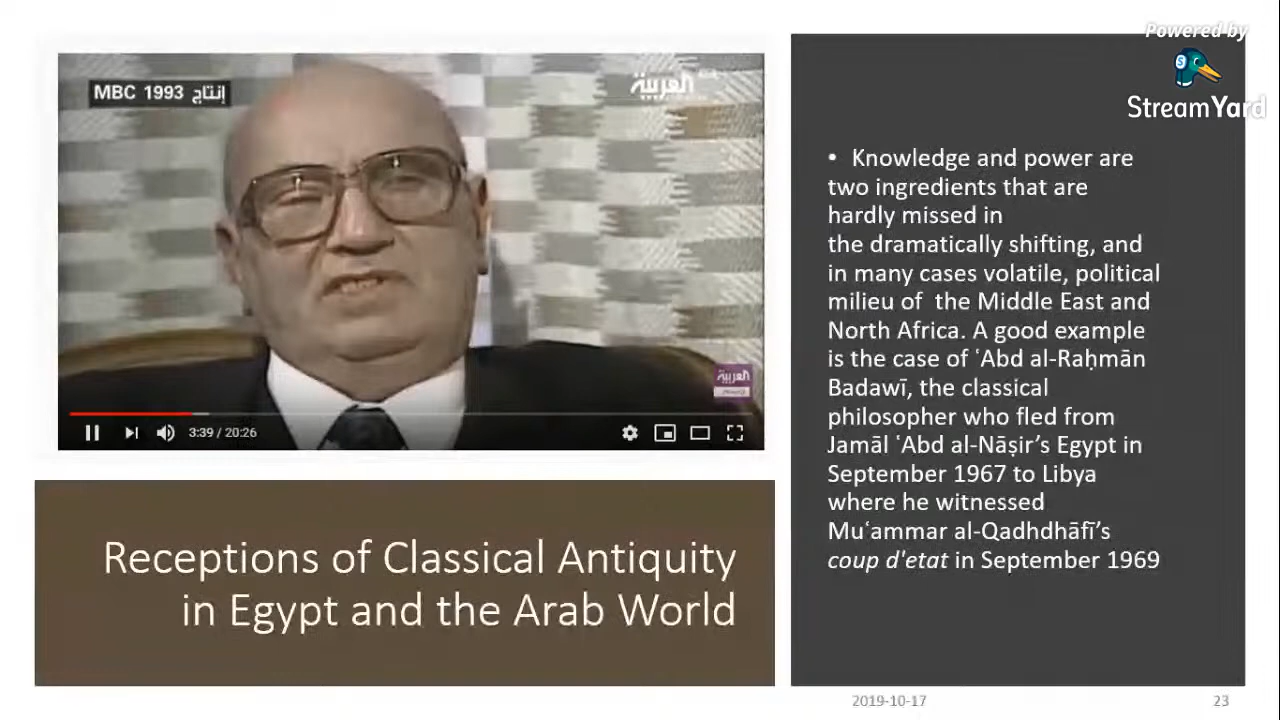 Powered by
StreamYard
MBC 1993 إنتاج
العربية
العربية
3:39 / 20:26
Receptions of Classical Antiquity
in Egypt and the Arab World
• Knowledge and power are
two ingredients that are
hardly missed in
the dramatically shifting, and
in many cases volatile, political
milieu of  the Middle East and
North Africa. A good example
is the case of ʿAbd al-Raḥmān
Badawī, the classical
philosopher who fled from
Jamāl ʿAbd al-Nāṣir’s Egypt in
September 1967 to Libya
where he witnessed
Muʿammar al-Qadhdhāfī’s
coup d'etat in September 1969
2019-10-17
23